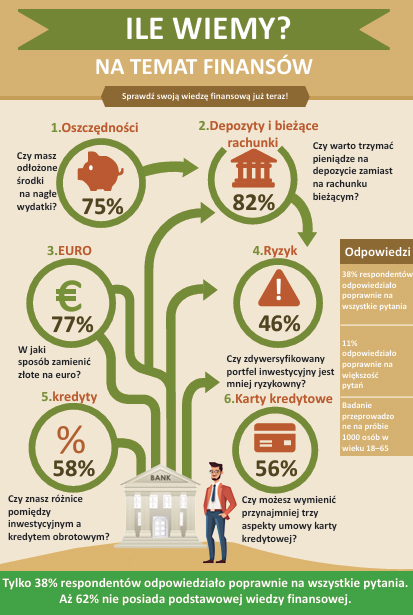 ILE WIEMY?
NA TEMAT FINANSÓW
Sprawdź swoją wiedzę finansową już teraz!
1.Oszczędności
Czy masz
odłożone
środki
na nagłe
wydatki?
75%
2.Depozyty i bieżące
rachunki
82%
Czy warto trzymać
pieniądze na
depozycie zamiast
na rachunku
bieżącym?
3.EURO
€
77%
W jaki
sposób zamienić
złote na euro?
4.Ryzyk
46%
Czy zdywersyfikowany
portfel inwestycyjny jest
mniej ryzykowny?
Odpowiedzi
38% respondentów
odpowiedziało
poprawnie na
wszystkie pytania
11%
odpowiedziało
poprawnie na
większość
pytań
Badanie
przeprowadzo
ne na próbie
1000 osób w
wieku 18–65
5.kredyty
%
58%
Czy znasz różnice
pomiędzy
inwestycyjnym a
kredytem obrotowym?
6.Karty kredytowe
56%
Czy możesz wymienić
przynajmniej trzy
aspekty umowy karty
kredytowej?
BANK
Tylko 38% respondentów odpowiedziało poprawnie na wszystkie pytania.
Aż 62% nie posiada podstawowej wiedzy finansowej.